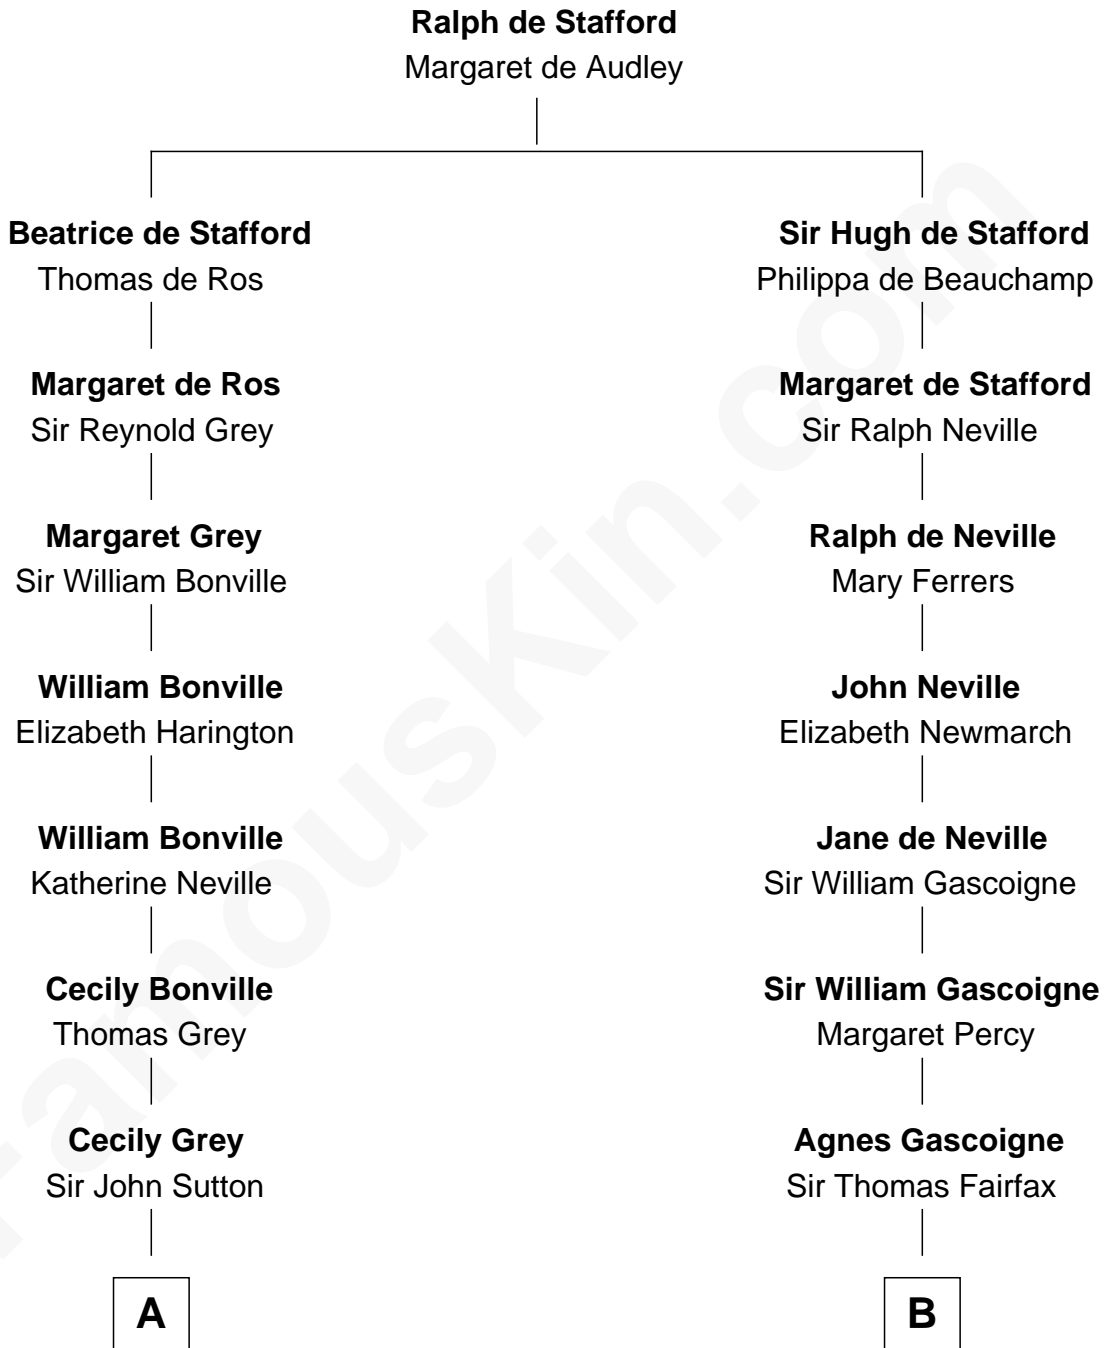 Ralph de Stafford
Margaret de Audley
Beatrice de Stafford
Thomas de Ros
Sir Hugh de Stafford
Philippa de Beauchamp
Margaret de Ros
Sir Reynold Grey
Margaret de Stafford
Sir Ralph Neville
Margaret Grey
Sir William Bonville
Ralph de Neville
Mary Ferrers
William Bonville
Elizabeth Harington
John Neville
Elizabeth Newmarch
William Bonville
Katherine Neville
Jane de Neville
Sir William Gascoigne
Cecily Bonville
Thomas Grey
Sir William Gascoigne
Margaret Percy
Cecily Grey
Sir John Sutton
Agnes Gascoigne
Sir Thomas Fairfax
A
B
FamousKin.com